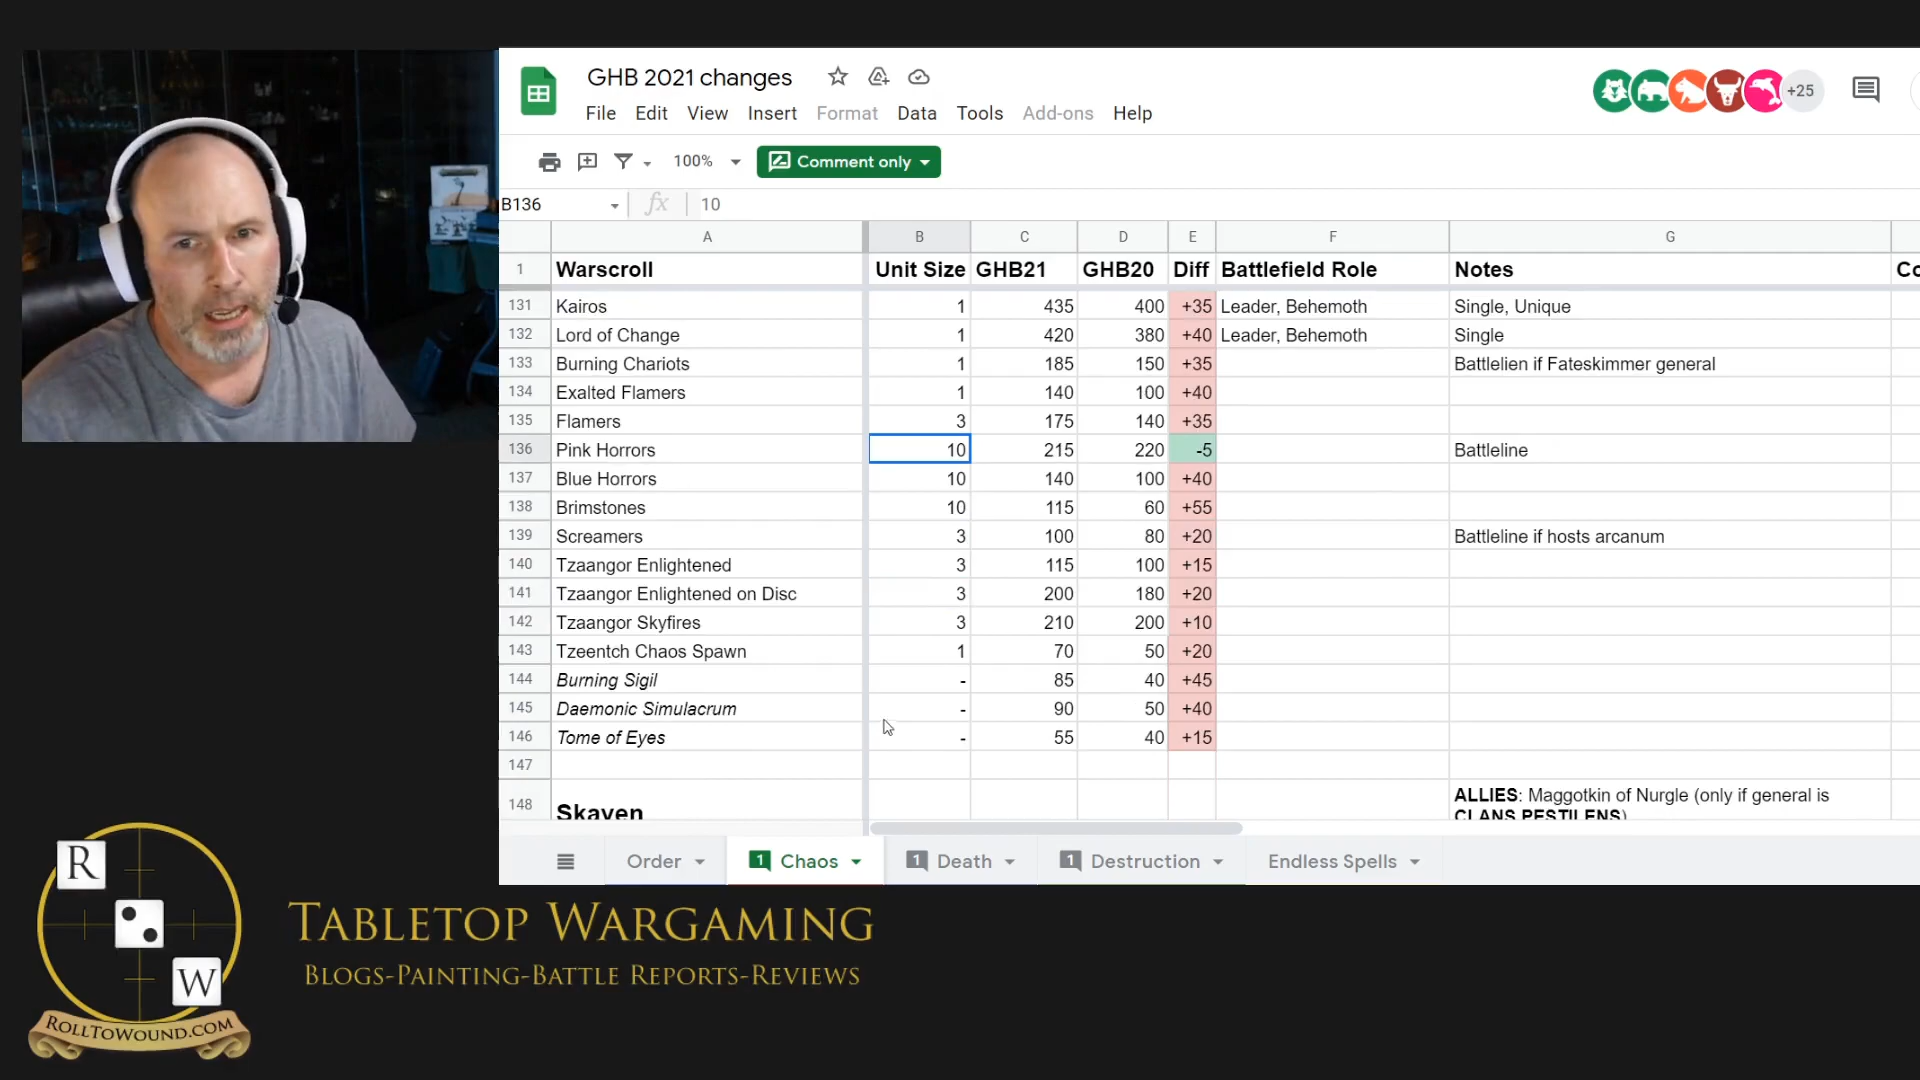 GHB 2021 changes
+25
File Edit View Insert Format Data Tools Add-ons Help
100% Comment only
B136 fx 10
A B C D E F G
1 Warscroll Unit Size GHB21 GHB20 Diff Battlefield Role Notes Co
131 Kairos 1 435 400 +35 Leader, Behemoth Single, Unique
132 Lord of Change 1 420 380 +40 Leader, Behemoth Single
133 Burning Chariots 1 185 150 +35 Battlelien if Fateskimmer general
134 Exalted Flamers 1 140 100 +40
135 Flamers 3 175 140 +35
136 Pink Horrors 10 215 220 -5 Battleline
137 Blue Horrors 10 140 100 +40
138 Brimstones 10 115 60 +55
139 Screamers 3 100 80 +20 Battleline if hosts arcanum
140 Tzaangor Enlightened 3 115 100 +15
141 Tzaangor Enlightened on Disc 3 200 180 +20
142 Tzaangor Skyfires 3 210 200 +10
143 Tzeentch Chaos Spawn 1 70 50 +20
144 Burning Sigil - 85 40 +45
145 Daemonic Simulacrum - 90 50 +40
146 Tome of Eyes - 55 40 +15
147
148 Skaven ALLIES: Maggotkin of Nurgle (only if general is
CLANS PESTILENS)
Order 1 Chaos 1 Death 1 Destruction Endless Spells
R
W
ROLLTOWOUND.COM
TABLETOP WARGAMING
BLOGS-PAINTING-BATTLE REPORTS-REVIEWS